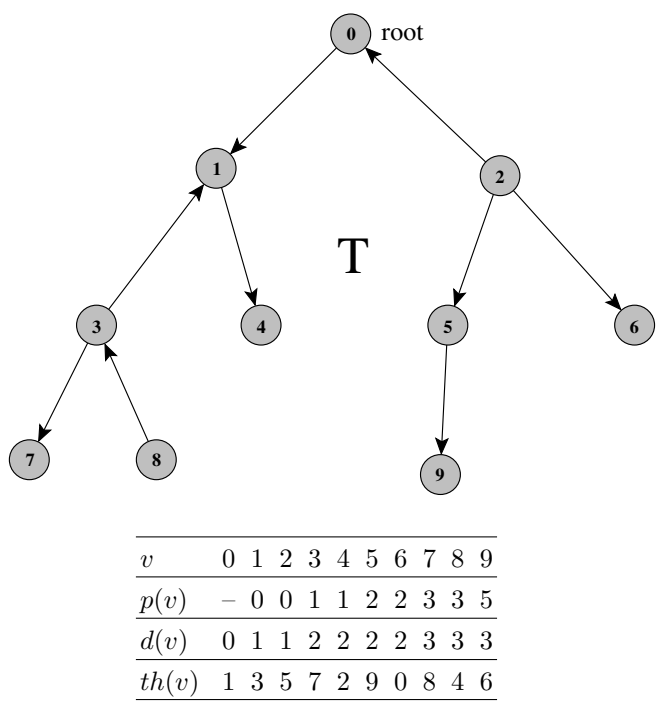 0 root
1
2
T
3 4 5 6
7 8 9
v 0 1 2 3 4 5 6 7 8 9
p(v) – 0 0 1 1 2 2 3 3 5
d(v) 0 1 1 2 2 2 2 3 3 3
th(v) 1 3 5 7 2 9 0 8 4 6